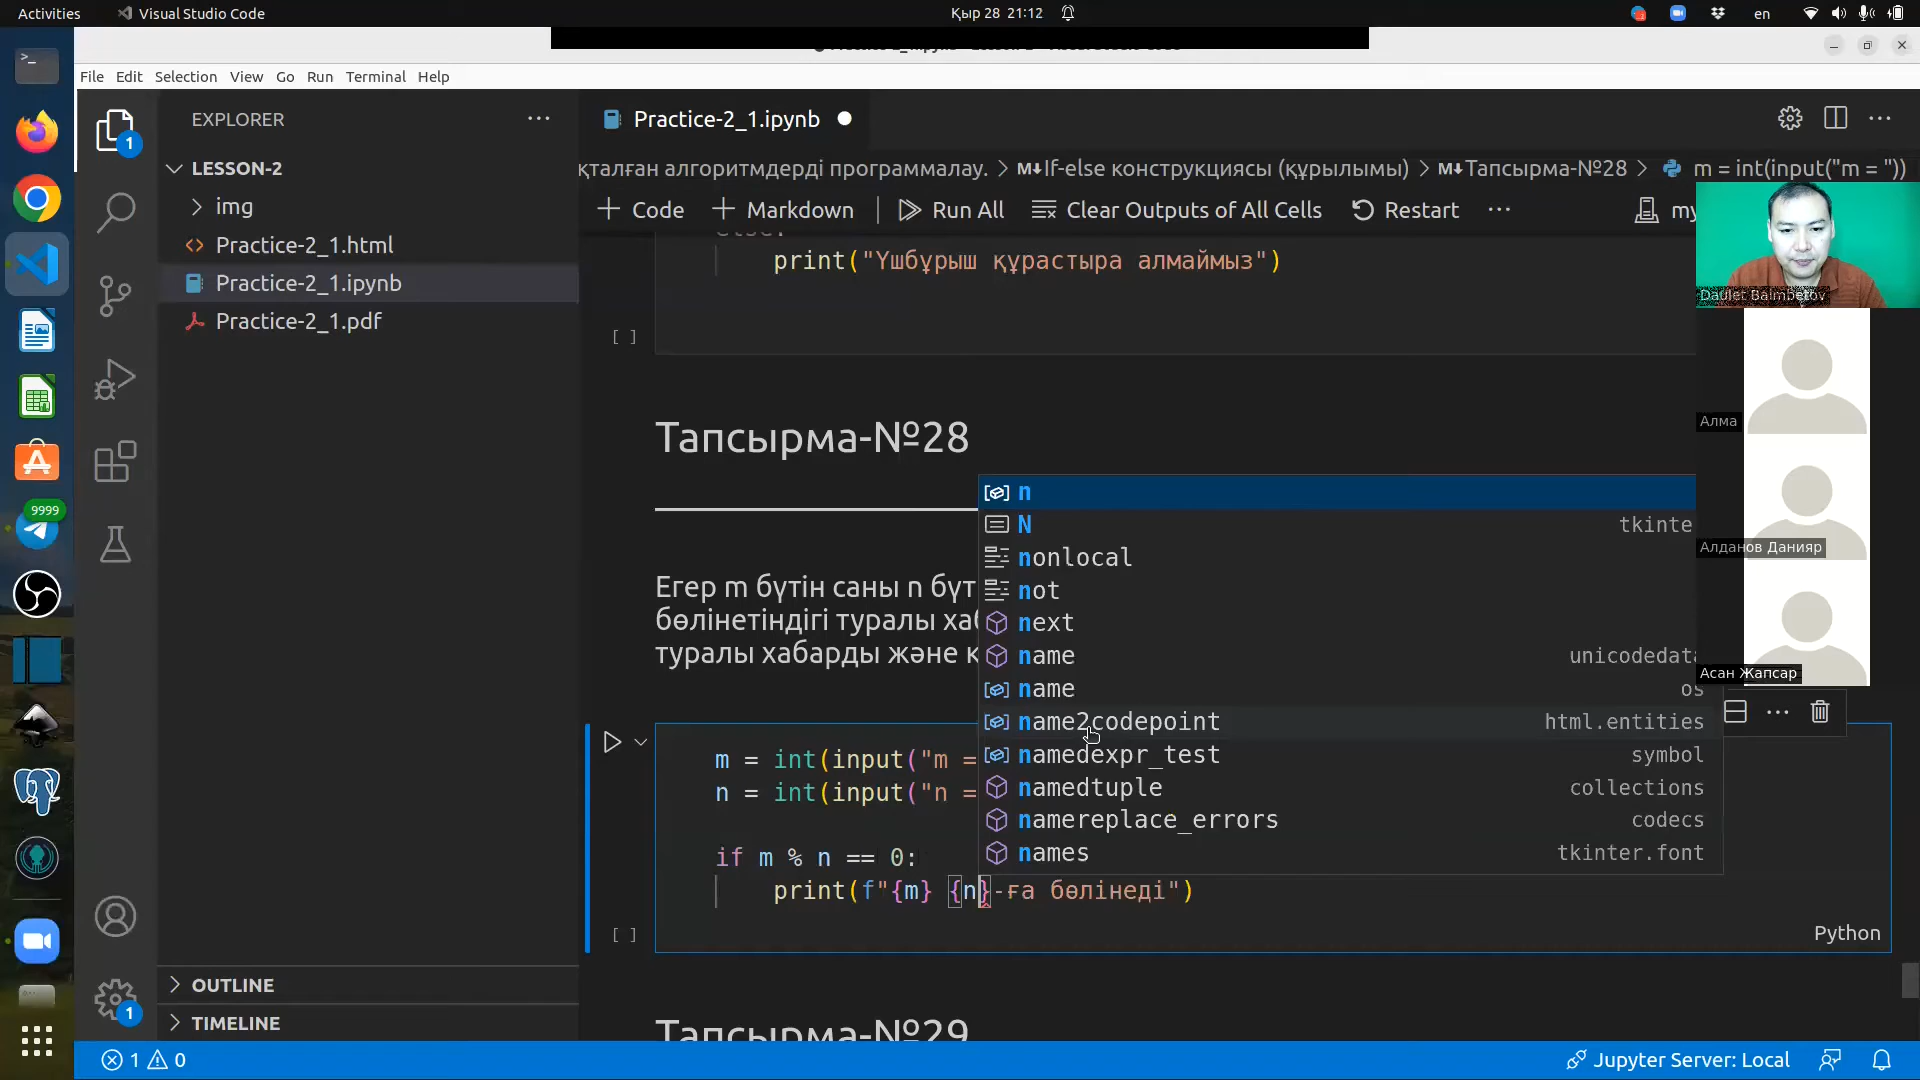 Activities Visual Studio Code Қыр 28 21:12 en
File Edit Selection View Go Run Terminal Help
EXPLORER
Practice-2_1.ipynb
LESSON-2
қталған алгоритмдерді программалау. > If-else конструкциясы (құрылымы) > Тапсырма-№28 > m = int(input("m = "))
img
+ Code + Markdown Run All Clear Outputs of All Cells Restart ... my
Practice-2_1.html
Practice-2_1.ipynb
Practice-2_1.pdf
print("Үшбұрыш құрастыра алмаймыз")
[ ]
Daulet Baimbetov
Тапсырма-№28
Алма
n
N tkinte
nonlocal
not
next
name unicodedata
name os
name2codepoint html.entities
namedexpr_test symbol
namedtuple collections
namereplace_errors codecs
names tkinter.font
Алданов Данияр
Асан Жапсар
9999
Егер m бүтін саны n бүт
бөлінетіндігі туралы ха
туралы хабарды және
m = int(input("m =
n = int(input("n =
if m % n == 0:
print(f"{m} {n}-ға бөлінеді")
[ ]
Python
OUTLINE
TIMELINE
Тапсырма-№29
1
1
1 0
Jupyter Server: Local